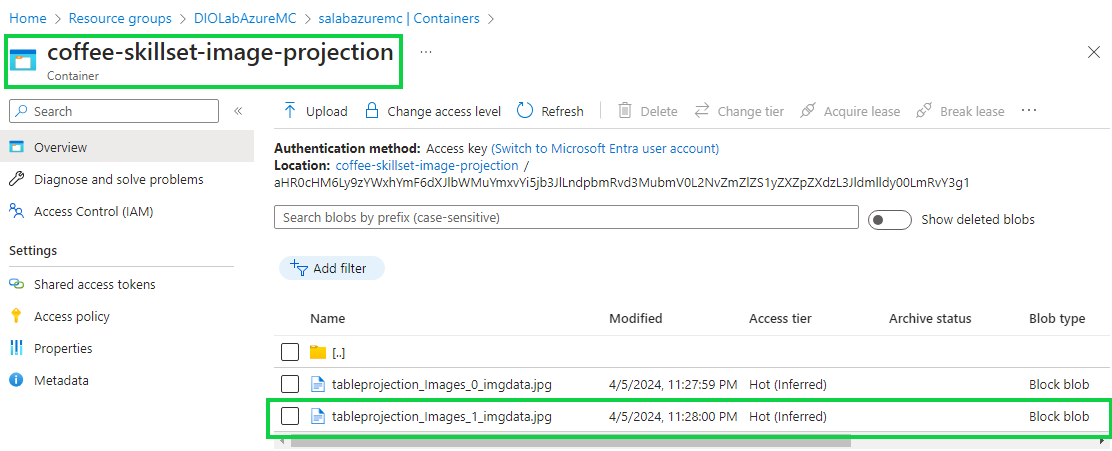 Home > Resource groups > DIOLabAzureMC > salabazuremc | Containers >
coffee-skillset-image-projection ...
Container
Search
Overview
Diagnose and solve problems
Access Control (IAM)
Settings
Shared access tokens
Access policy
Properties
Metadata
Upload Change access level Refresh Delete Change tier Acquire lease Break lease ...
Authentication method: Access key (Switch to Microsoft Entra user account)
Location: coffee-skillset-image-projection /
aHR0cHM6Ly9zYWxhYmF6dXJlbWMuYmxvYi5jb3JlLndpbmRvd3MubmV0L2NvZmZlZS1yZXZpZXdzL3Jldmlldy00LmRvY3g1
Search blobs by prefix (case-sensitive)
Show deleted blobs
Add filter
Name Modified Access tier Archive status Blob type
[..]
tableprojection_Images_0_imgdata.jpg 4/5/2024, 11:27:59 PM Hot (Inferred) Block blob
tableprojection_Images_1_imgdata.jpg 4/5/2024, 11:28:00 PM Hot (Inferred) Block blob